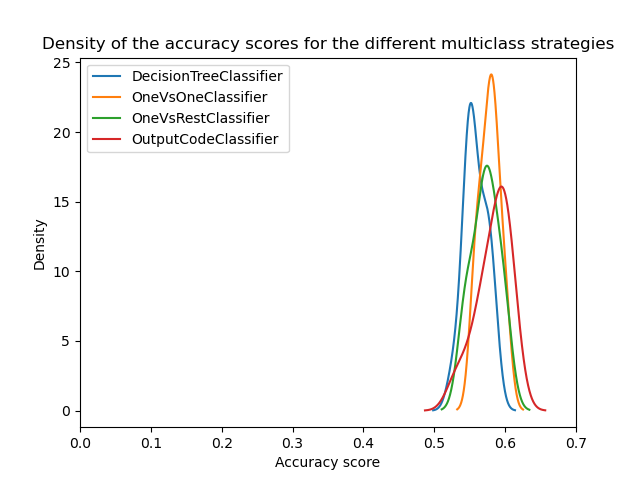 Density of the accuracy scores for the different multiclass strategies
DecisionTreeClassifier
OneVsOneClassifier
OneVsRestClassifier
OutputCodeClassifier
25
20
15
10
5
0
Density
0.0 0.1 0.2 0.3 0.4 0.5 0.6 0.7
Accuracy score